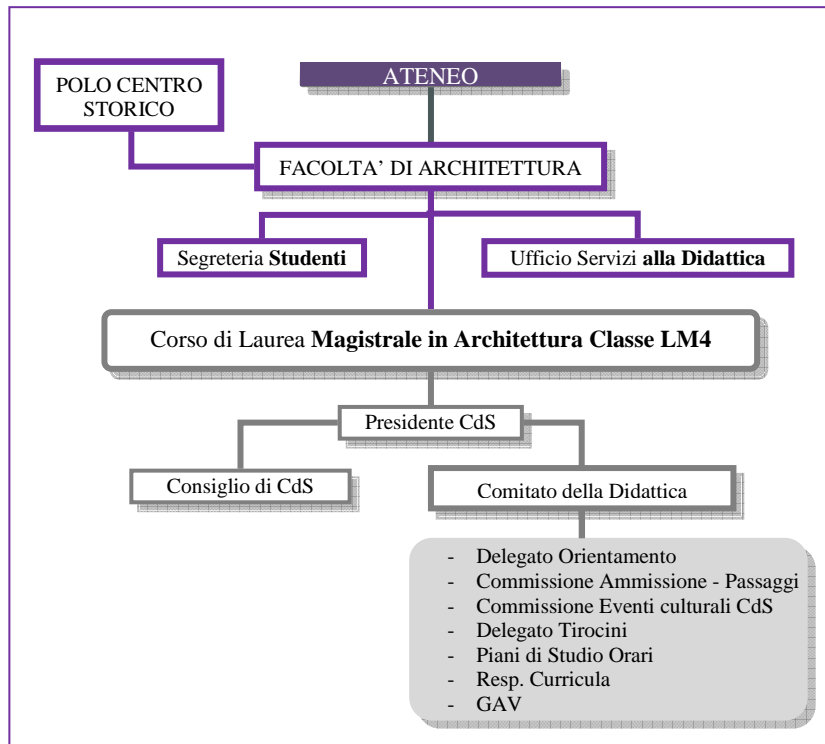 ATENEO
POLO CENTRO
STORICO
FACOLTA’ DI ARCHITETTURA
Segreteria Studenti
Ufficio Servizi alla Didattica
Corso di Laurea Magistrale in Architettura Classe LM4
Presidente CdS
Consiglio di CdS
Comitato della Didattica
- Delegato Orientamento
- Commissione Ammissione - Passaggi
- Commissione Eventi culturali CdS
- Delegato Tirocini
- Piani di Studio Orari
- Resp. Curricula
- GAV